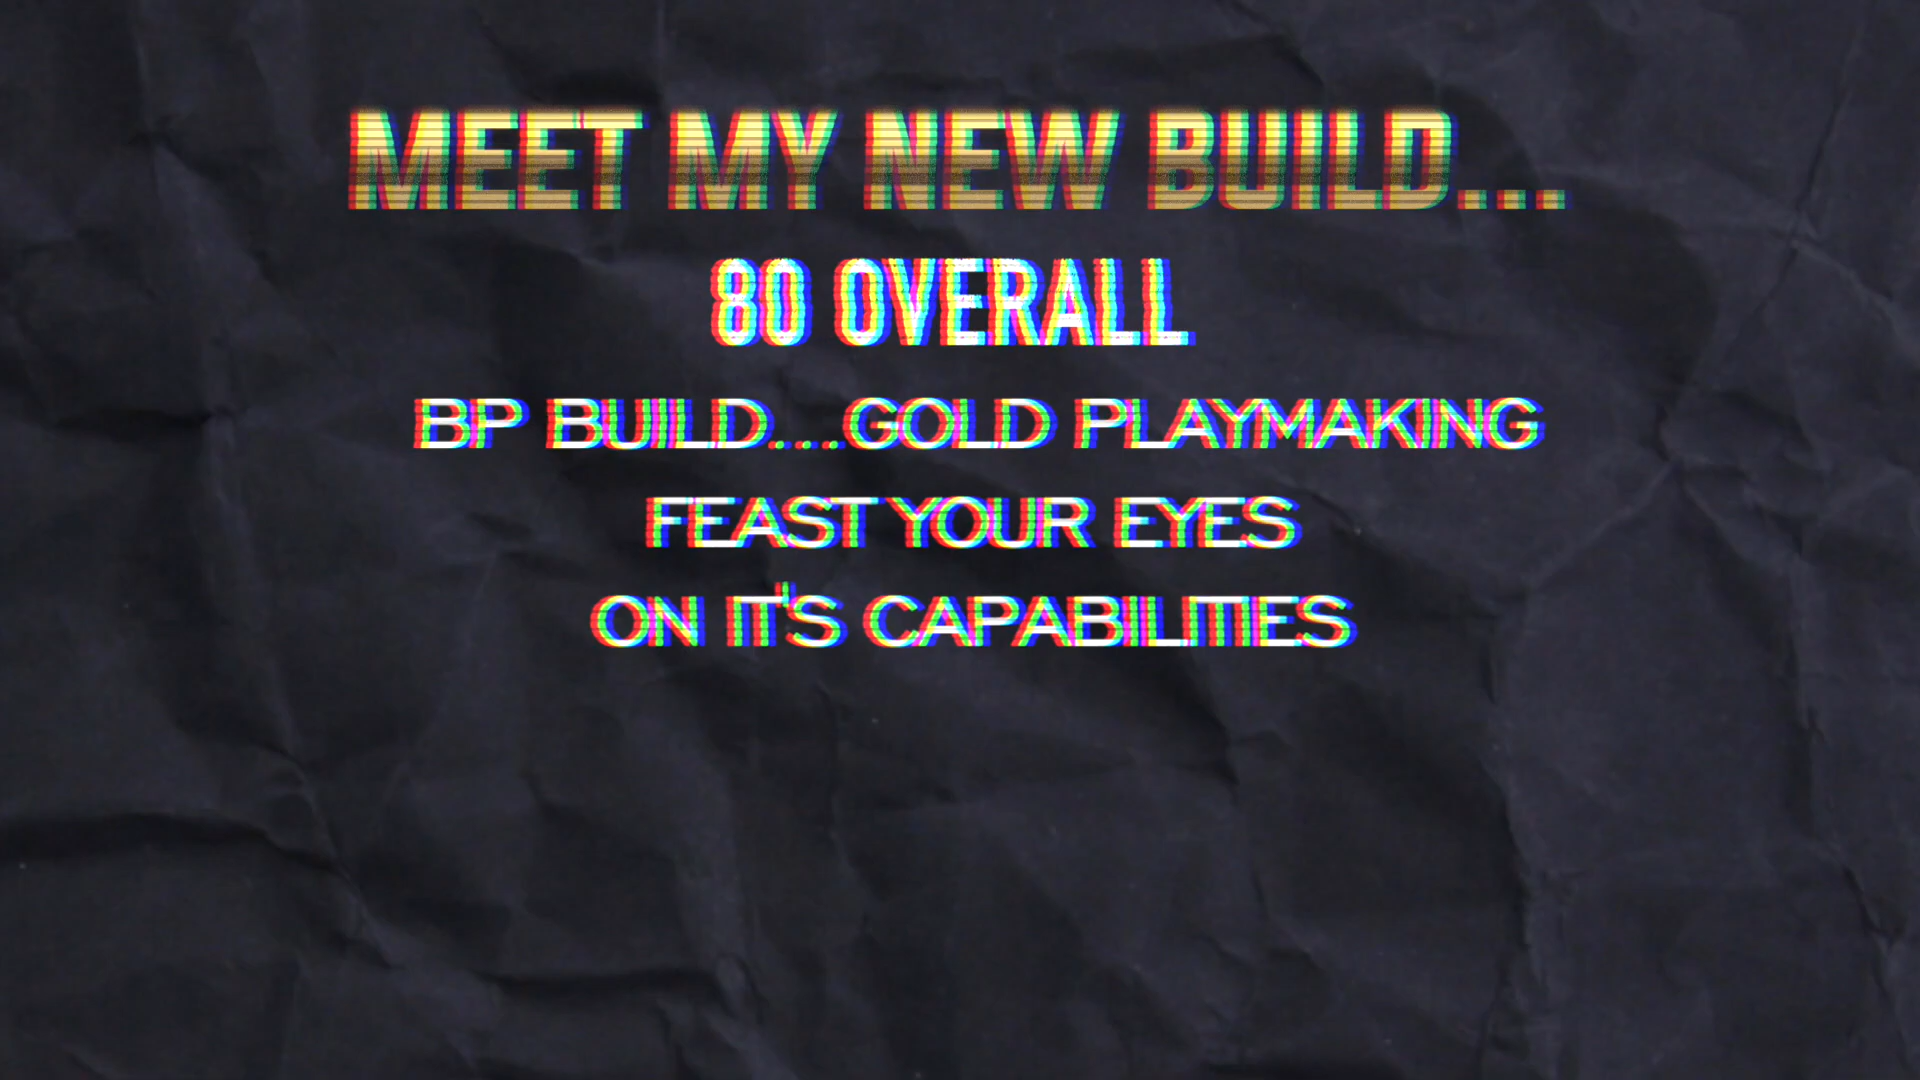 MEET MY NEW BUILD...
80 OVERALL
BP BUILD...GOLD PLAYMAKING
FEAST YOUR EYES
ON IT'S CAPABILITIES